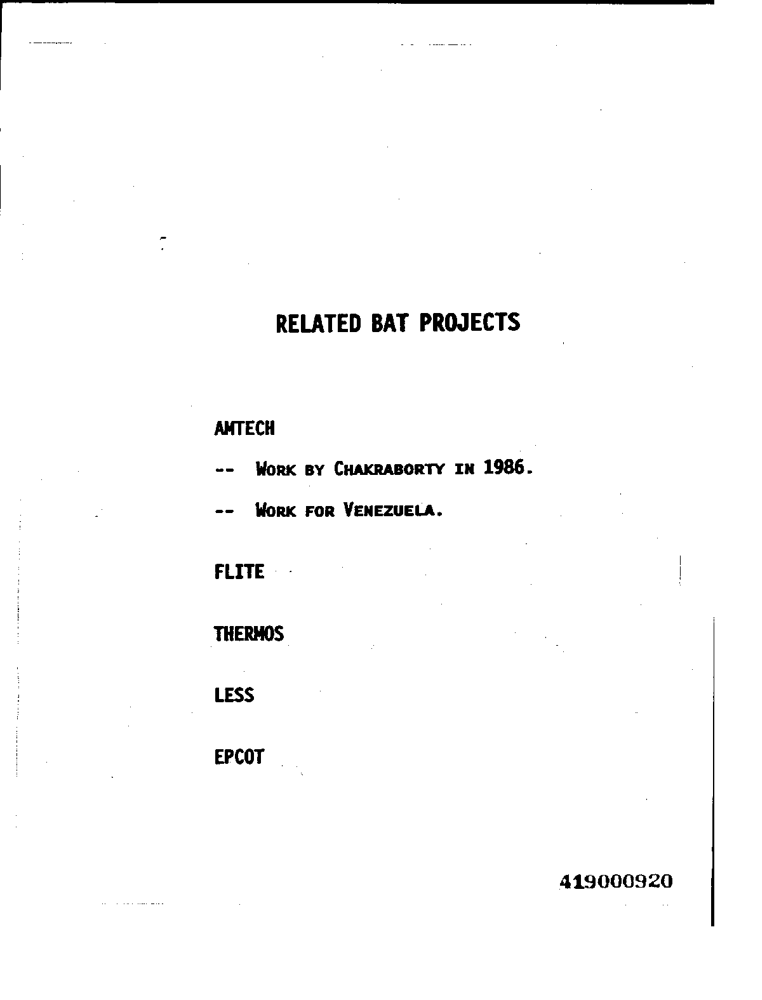 RELATED BAT PROJECTS
AMTECH
-- WORK BY CHAKRABORTY IN 1986.
-- WORK FOR VENEZUELA.
FLITE
THERMOS
LESS
EPCOT
419000920